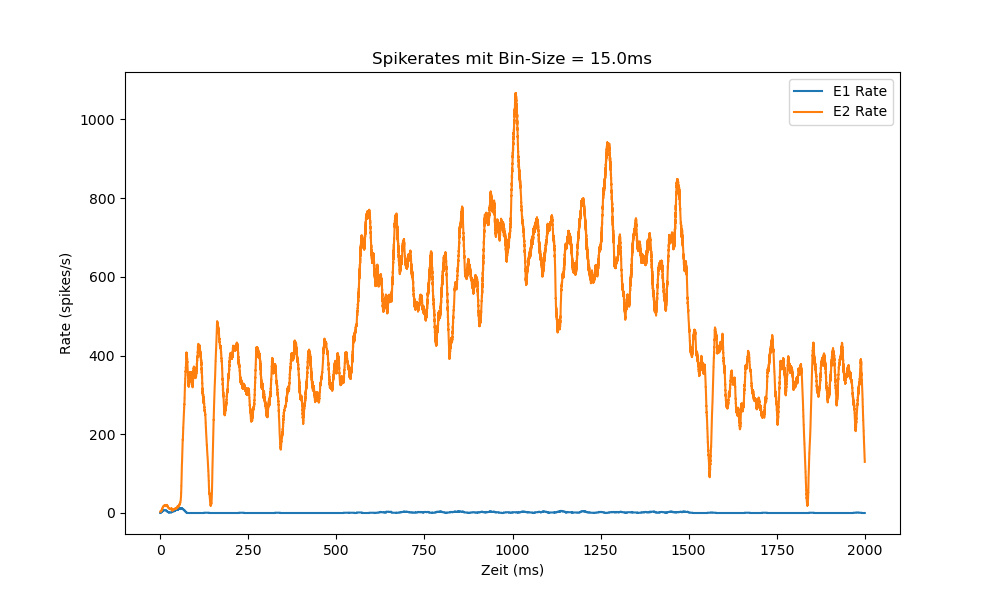 Spikerates mit Bin-Size = 15.0ms
E1 Rate
E2 Rate
1000
800
600
400
200
0
Rate (spikes/s)
0 250 500 750 1000 1250 1500 1750 2000
Zeit (ms)